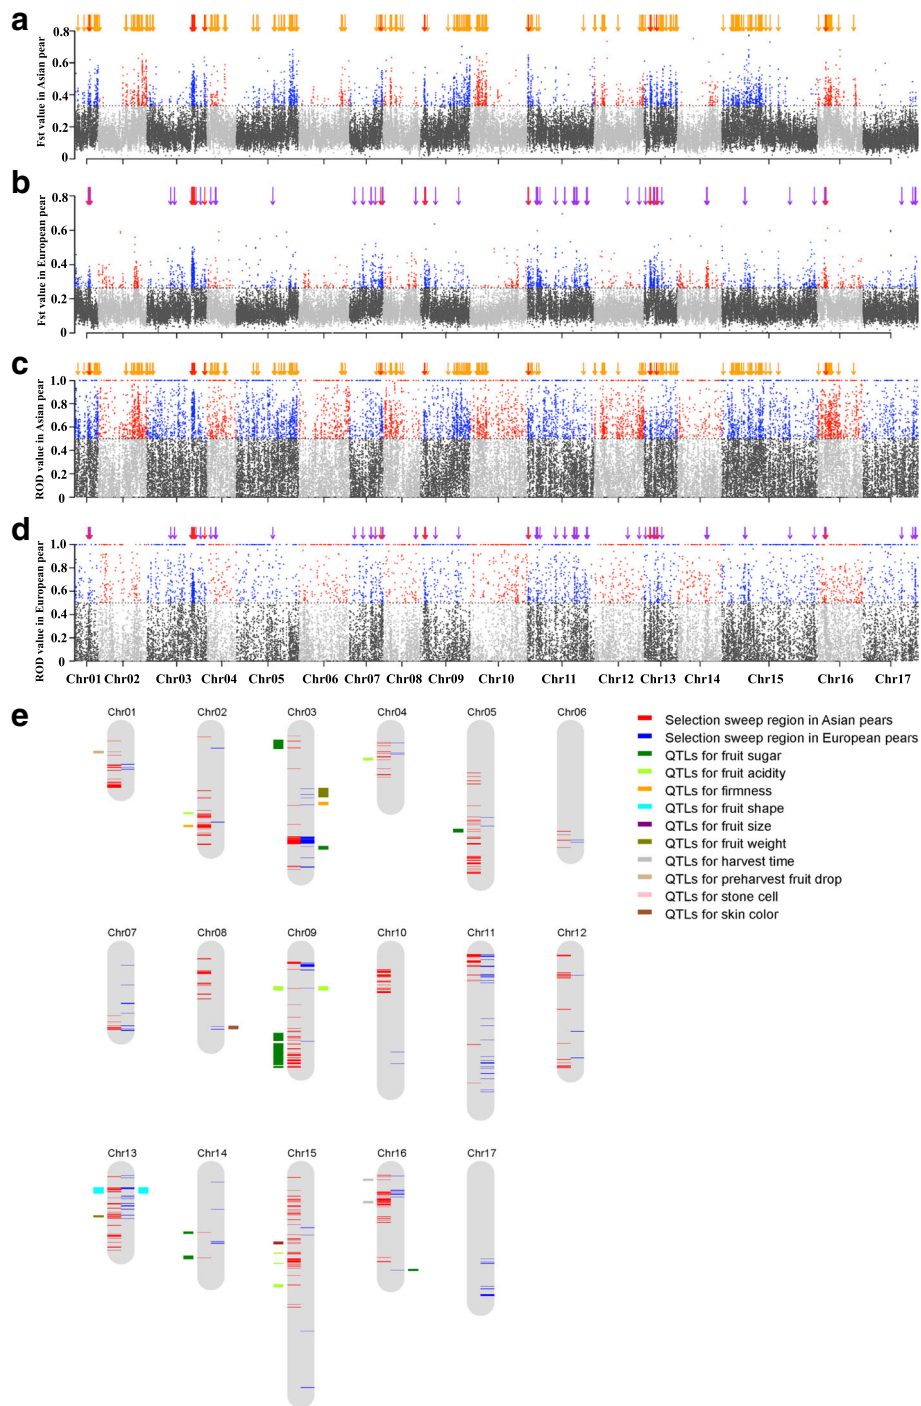 a
0.8
0.6
0.4
0.2
0
Fst value in Asian pear
b
0.8
0.6
0.4
0.2
0
Fst value in European pear
c
1.0
0.8
0.6
0.4
0.2
0
ROD value in Asian pear
d
1.0
0.8
0.6
0.4
0.2
0
ROD value in European pear
Chr01 Chr02 Chr03 Chr04 Chr05 Chr06 Chr07 Chr08 Chr09 Chr10 Chr11 Chr12 Chr13 Chr14 Chr15 Chr16 Chr17
e
Chr01 Chr02 Chr03 Chr04 Chr05 Chr06
Selection sweep region in Asian pears
Selection sweep region in European pears
QTLs for fruit sugar
QTLs for fruit acidity
QTLs for firmness
QTLs for fruit shape
QTLs for fruit size
QTLs for fruit weight
QTLs for harvest time
QTLs for preharvest fruit drop
QTLs for stone cell
QTLs for skin color
Chr07 Chr08 Chr09 Chr10 Chr11 Chr12
Chr13 Chr14 Chr15 Chr16 Chr17